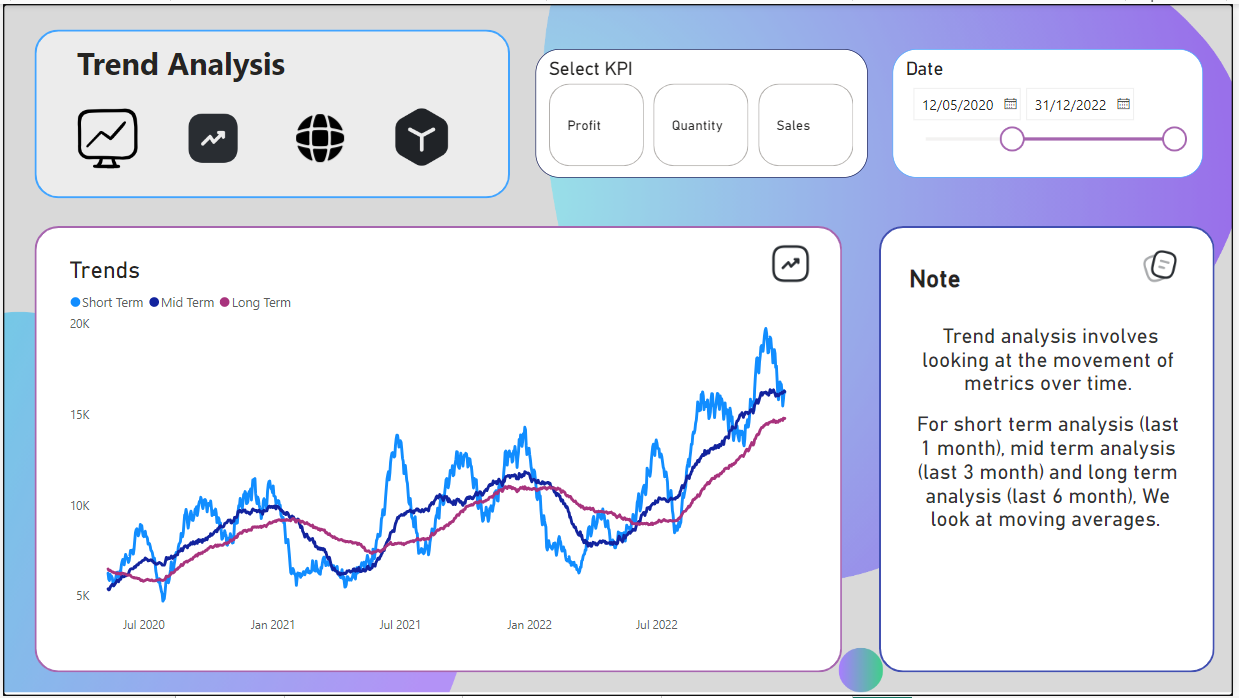 Trend Analysis
Select KPI
Profit
Quantity
Sales
Date
12/05/2020
31/12/2022
Trends
Short Term Mid Term Long Term
20K
15K
10K
5K
Jul 2020
Jan 2021
Jul 2021
Jan 2022
Jul 2022
Note
Trend analysis involves
looking at the movement of
metrics over time.
For short term analysis (last
1 month), mid term analysis
(last 3 month) and long term
analysis (last 6 month), We
look at moving averages.